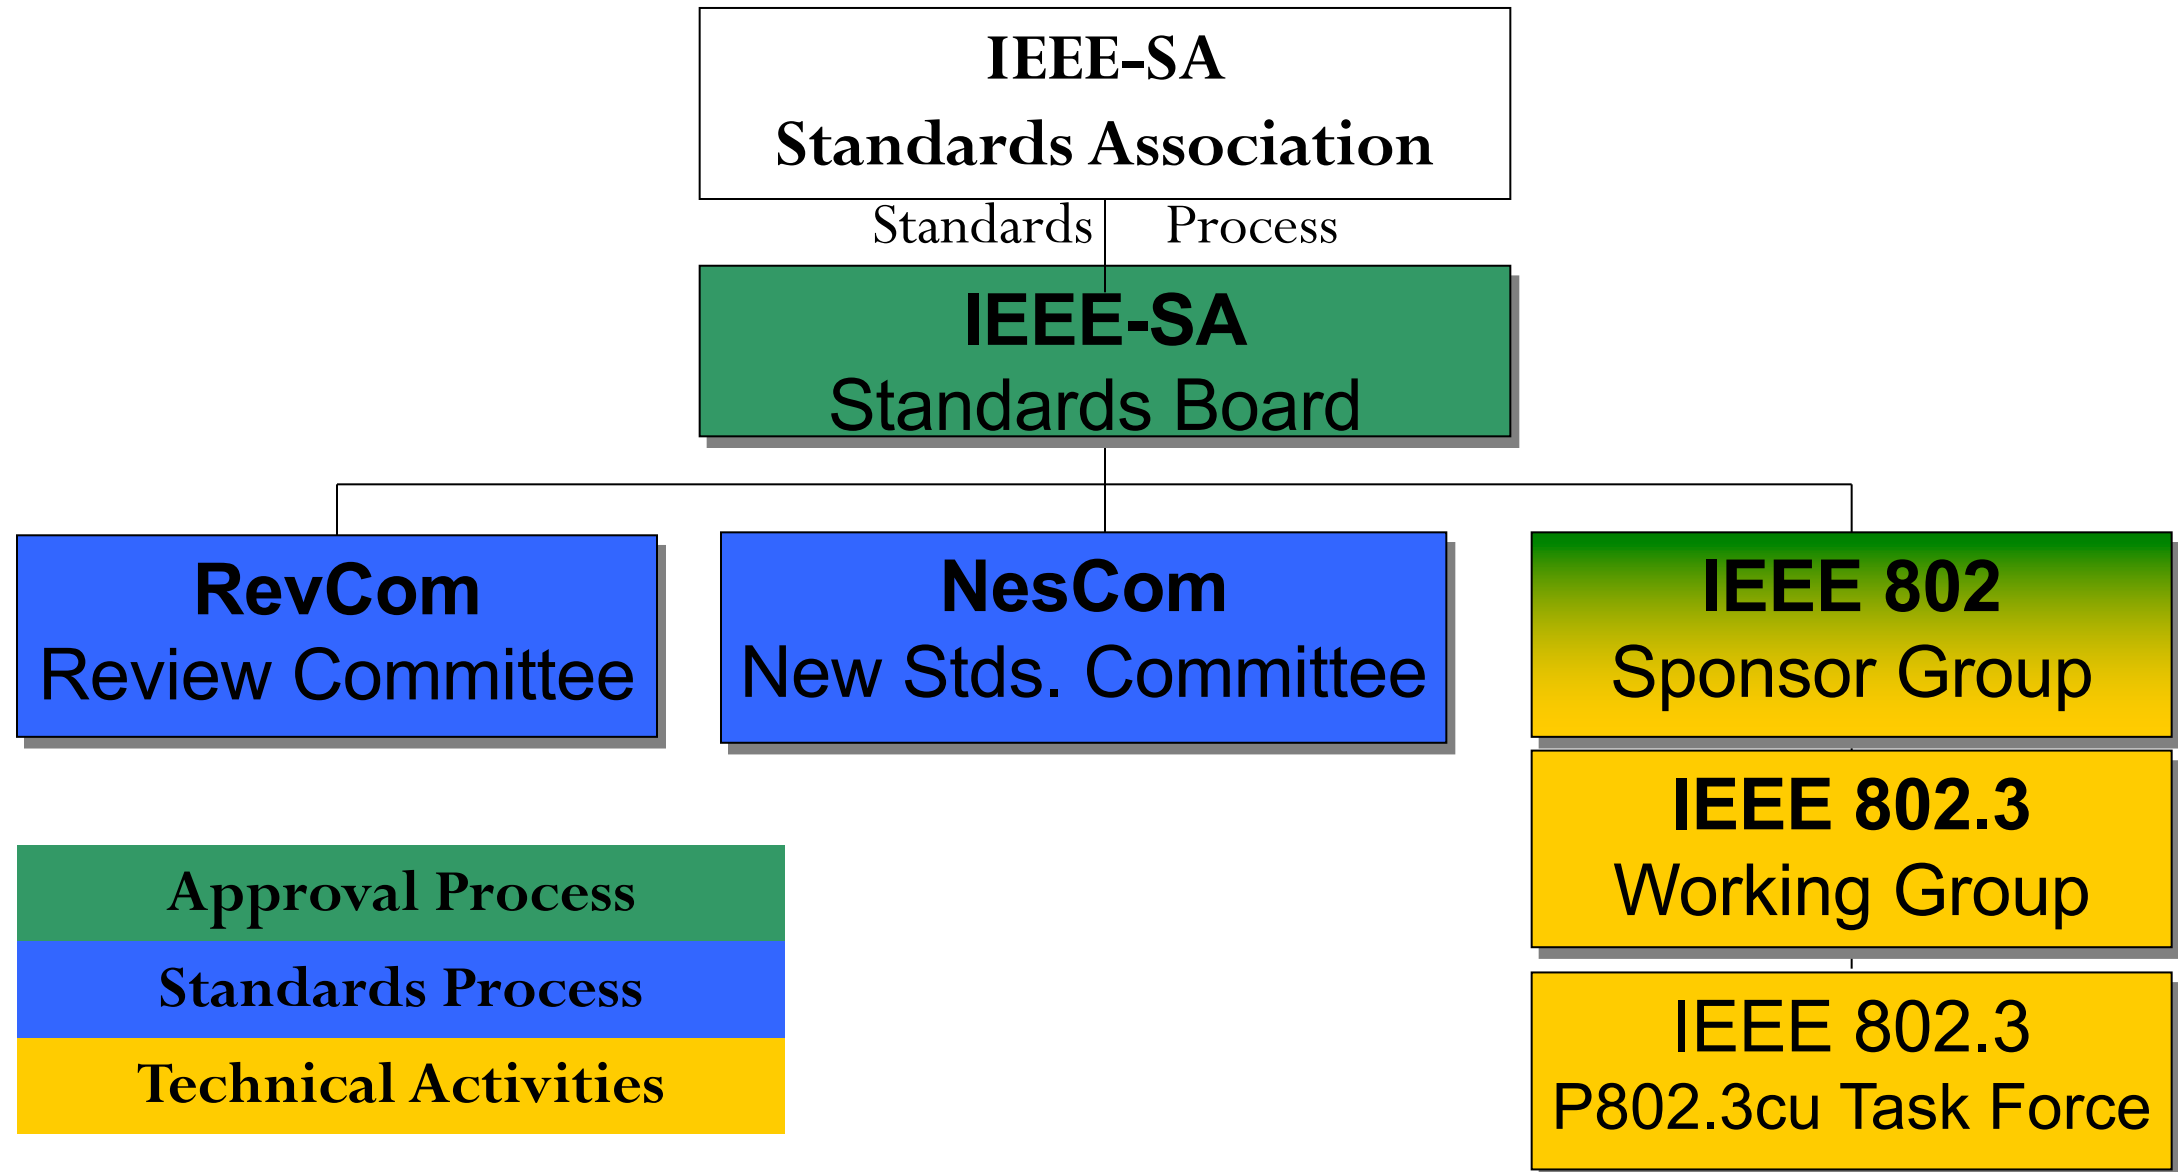 IEEE-SA
Standards Association
Standards Process
IEEE-SA
Standards Board
RevCom
Review Committee
NesCom
New Stds. Committee
IEEE 802
Sponsor Group
IEEE 802.3
Working Group
IEEE 802.3
P802.3cu Task Force
Approval Process
Standards Process
Technical Activities